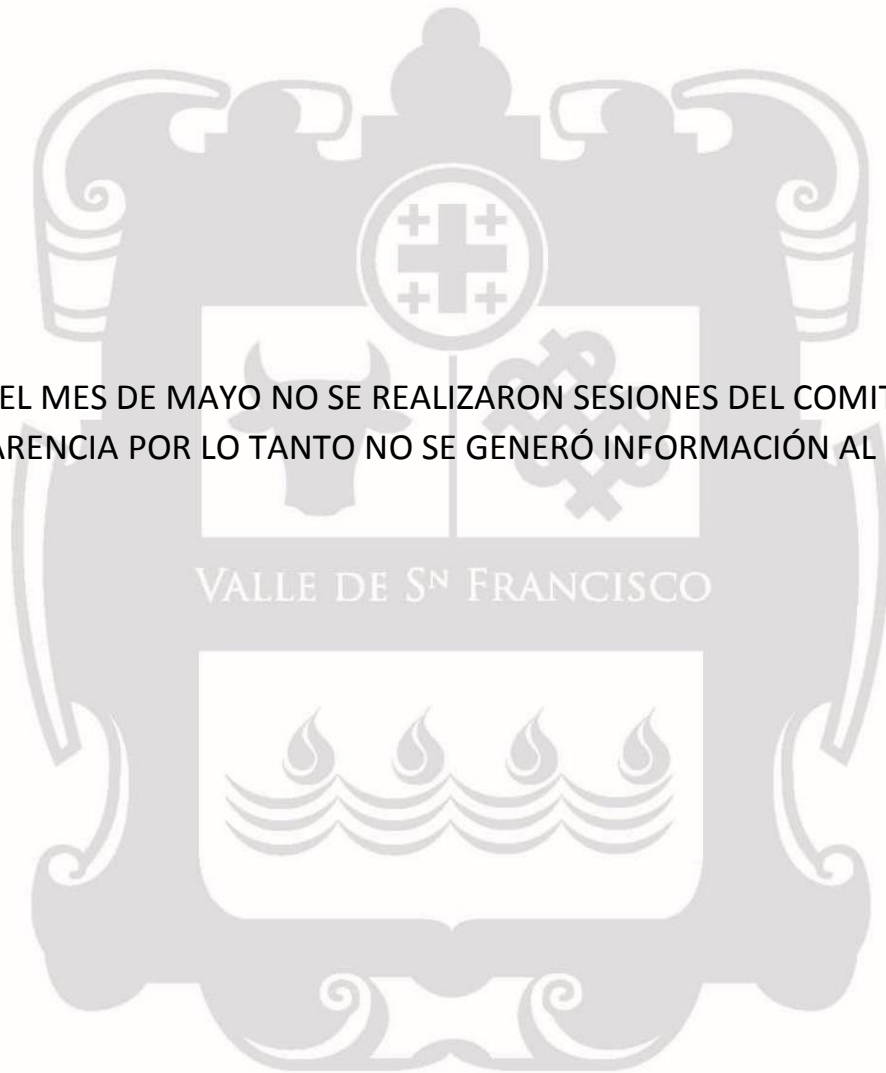 EL MES DE MAYO NO SE REALIZARON SESIONES DEL COMIT
ARENCIA POR LO TANTO NO SE GENERÓ INFORMACIÓN AL
VALLE DE SN FRANCISCO